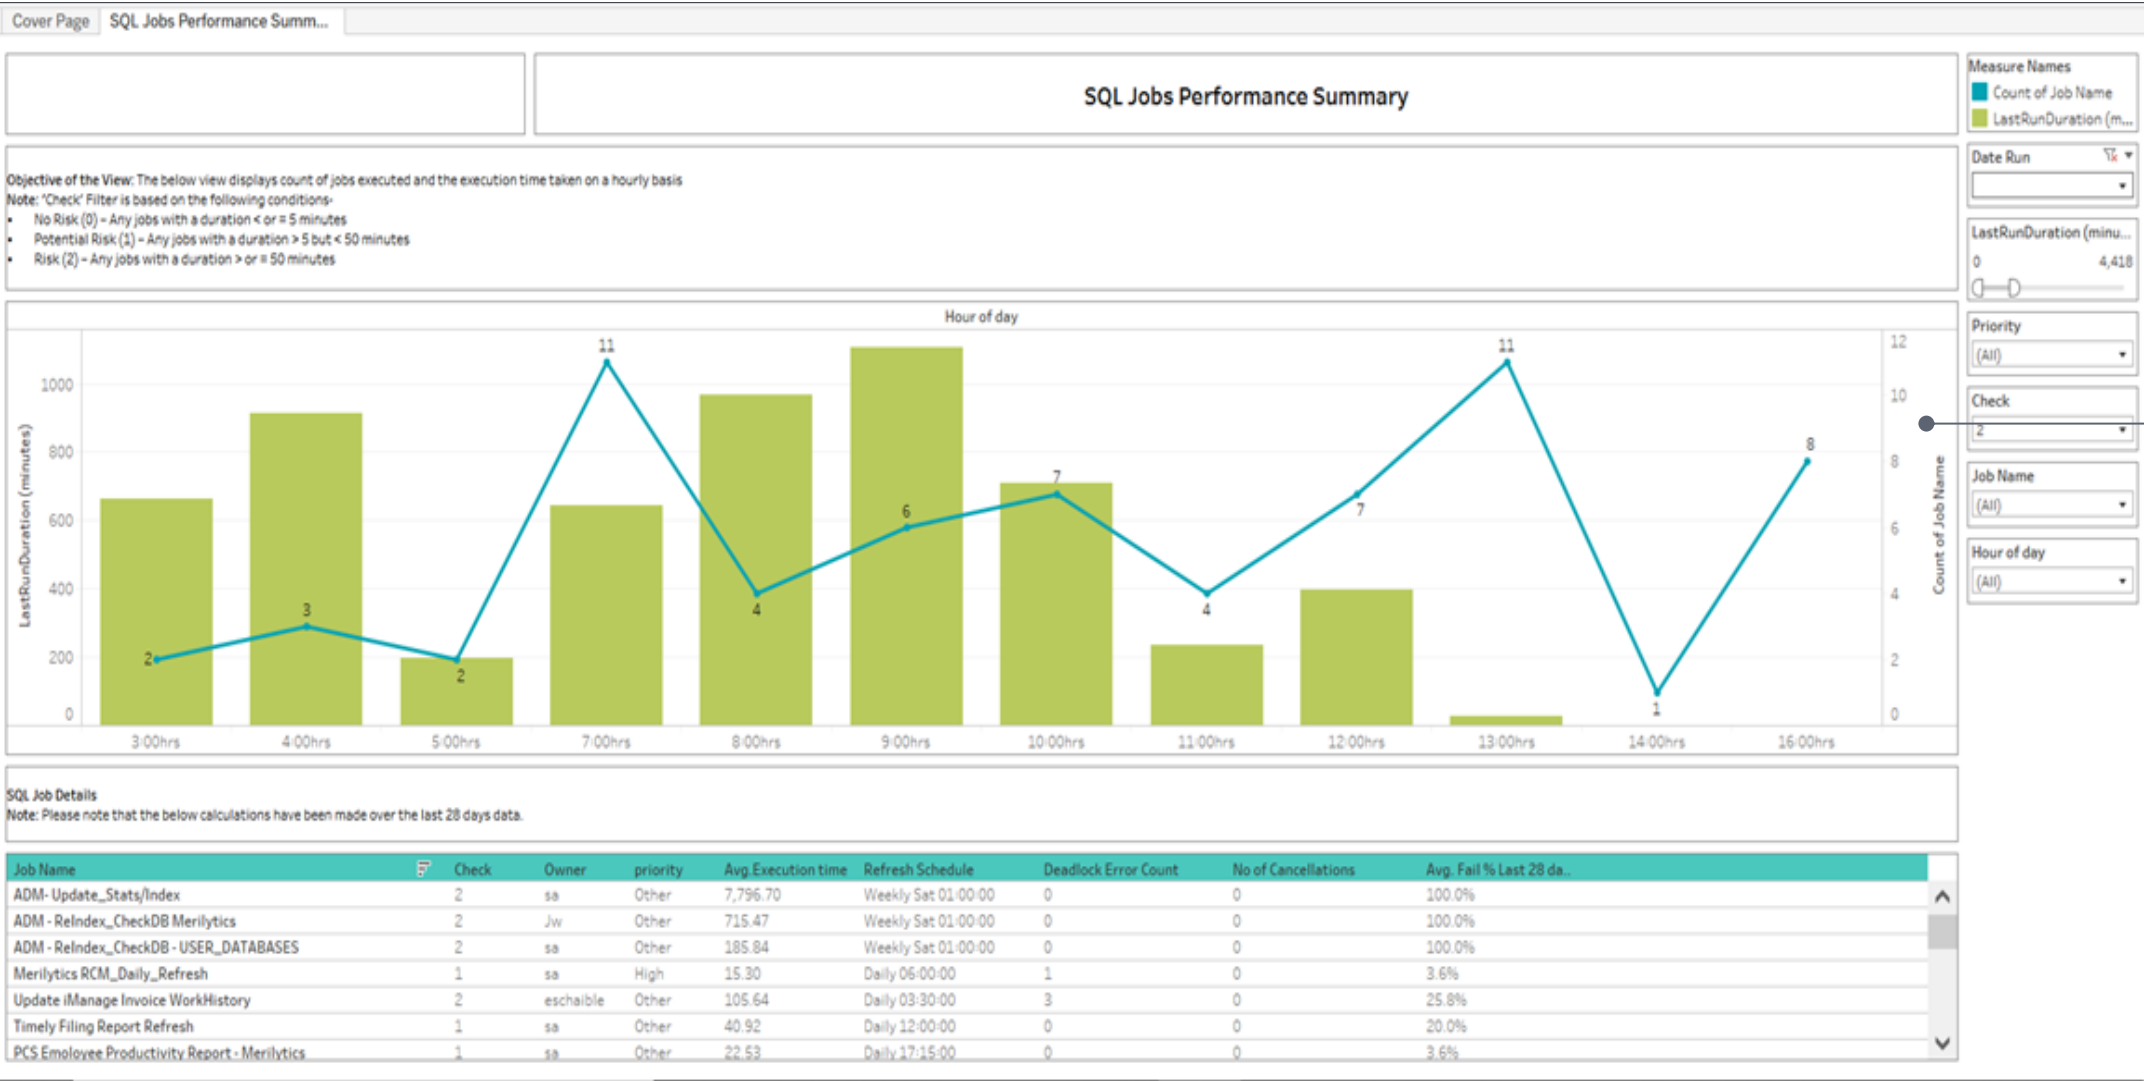 Cover Page
SQL Jobs Performance Summ...
SQL Jobs Performance Summary
Measure Names
Count of Job Name
LastRunDuration (m...
Date Run
LastRunDuration (minu...
0 4,418
Priority
(All)
Check
2
Job Name
(All)
Hour of day
(All)
Objective of the View: The below view displays count of jobs executed and the execution time taken on a hourly basis
Note: 'Check' Filter is based on the following conditions-
• No Risk (0) – Any jobs with a duration < or = 5 minutes
• Potential Risk (1) – Any jobs with a duration > 5 but < 50 minutes
• Risk (2) – Any jobs with a duration > or = 50 minutes
Hour of day
LastRunDuration (minutes)
1000
800
600
400
200
0
2
3
2
11
4
6
7
4
7
11
1
8
12
10
8
6
4
2
0
Count of Job Name
3:00hrs 4:00hrs 5:00hrs 7:00hrs 8:00hrs 9:00hrs 10:00hrs 11:00hrs 12:00hrs 13:00hrs 14:00hrs 16:00hrs
SQL Job Details
Note: Please note that the below calculations have been made over the last 28 days data.
Job Name Check Owner priority Avg.Execution time Refresh Schedule Deadlock Error Count No of Cancellations Avg. Fail % Last 28 da..
ADM- Update_Stats/Index 2 sa Other 7,796.70 Weekly Sat 01:00:00 0 0 100.0%
ADM - ReIndex_CheckDB Merilytics 2 Jw Other 715.47 Weekly Sat 01:00:00 0 0 100.0%
ADM - ReIndex_CheckDB - USER_DATABASES 2 sa Other 185.84 Weekly Sat 01:00:00 0 0 100.0%
Merilytics RCM_Daily_Refresh 1 sa High 15.30 Daily 06:00:00 1 0 3.6%
Update iManage Invoice WorkHistory 2 eschaible Other 105.64 Daily 03:30:00 3 0 25.8%
Timely Filing Report Refresh 1 sa Other 40.92 Daily 12:00:00 0 0 20.0%
PCS Emoloyee Productivity Report - Merilytics 1 sa Other 22.53 Daily 17:15:00 0 0 3.6%